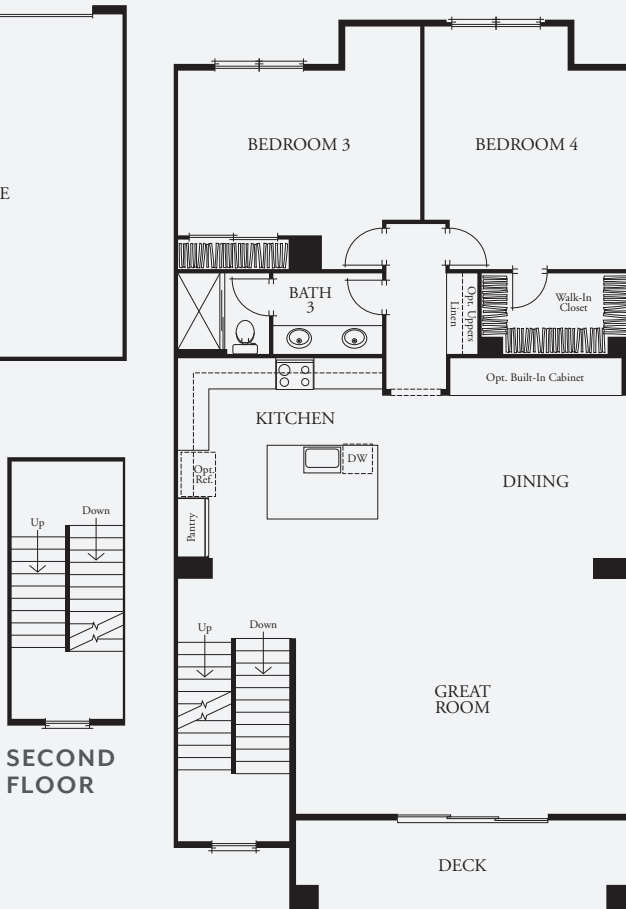 BEDROOM 3
BEDROOM 4
E
BATH
3
Opt. Uppers
Linen
Walk-In
Closet
Opt. Built-In Cabinet
KITCHEN
DW
Opt.
Ref.
DINING
Pantry
Up
Down
Up
Down
GREAT
ROOM
SECOND
FLOOR
DECK